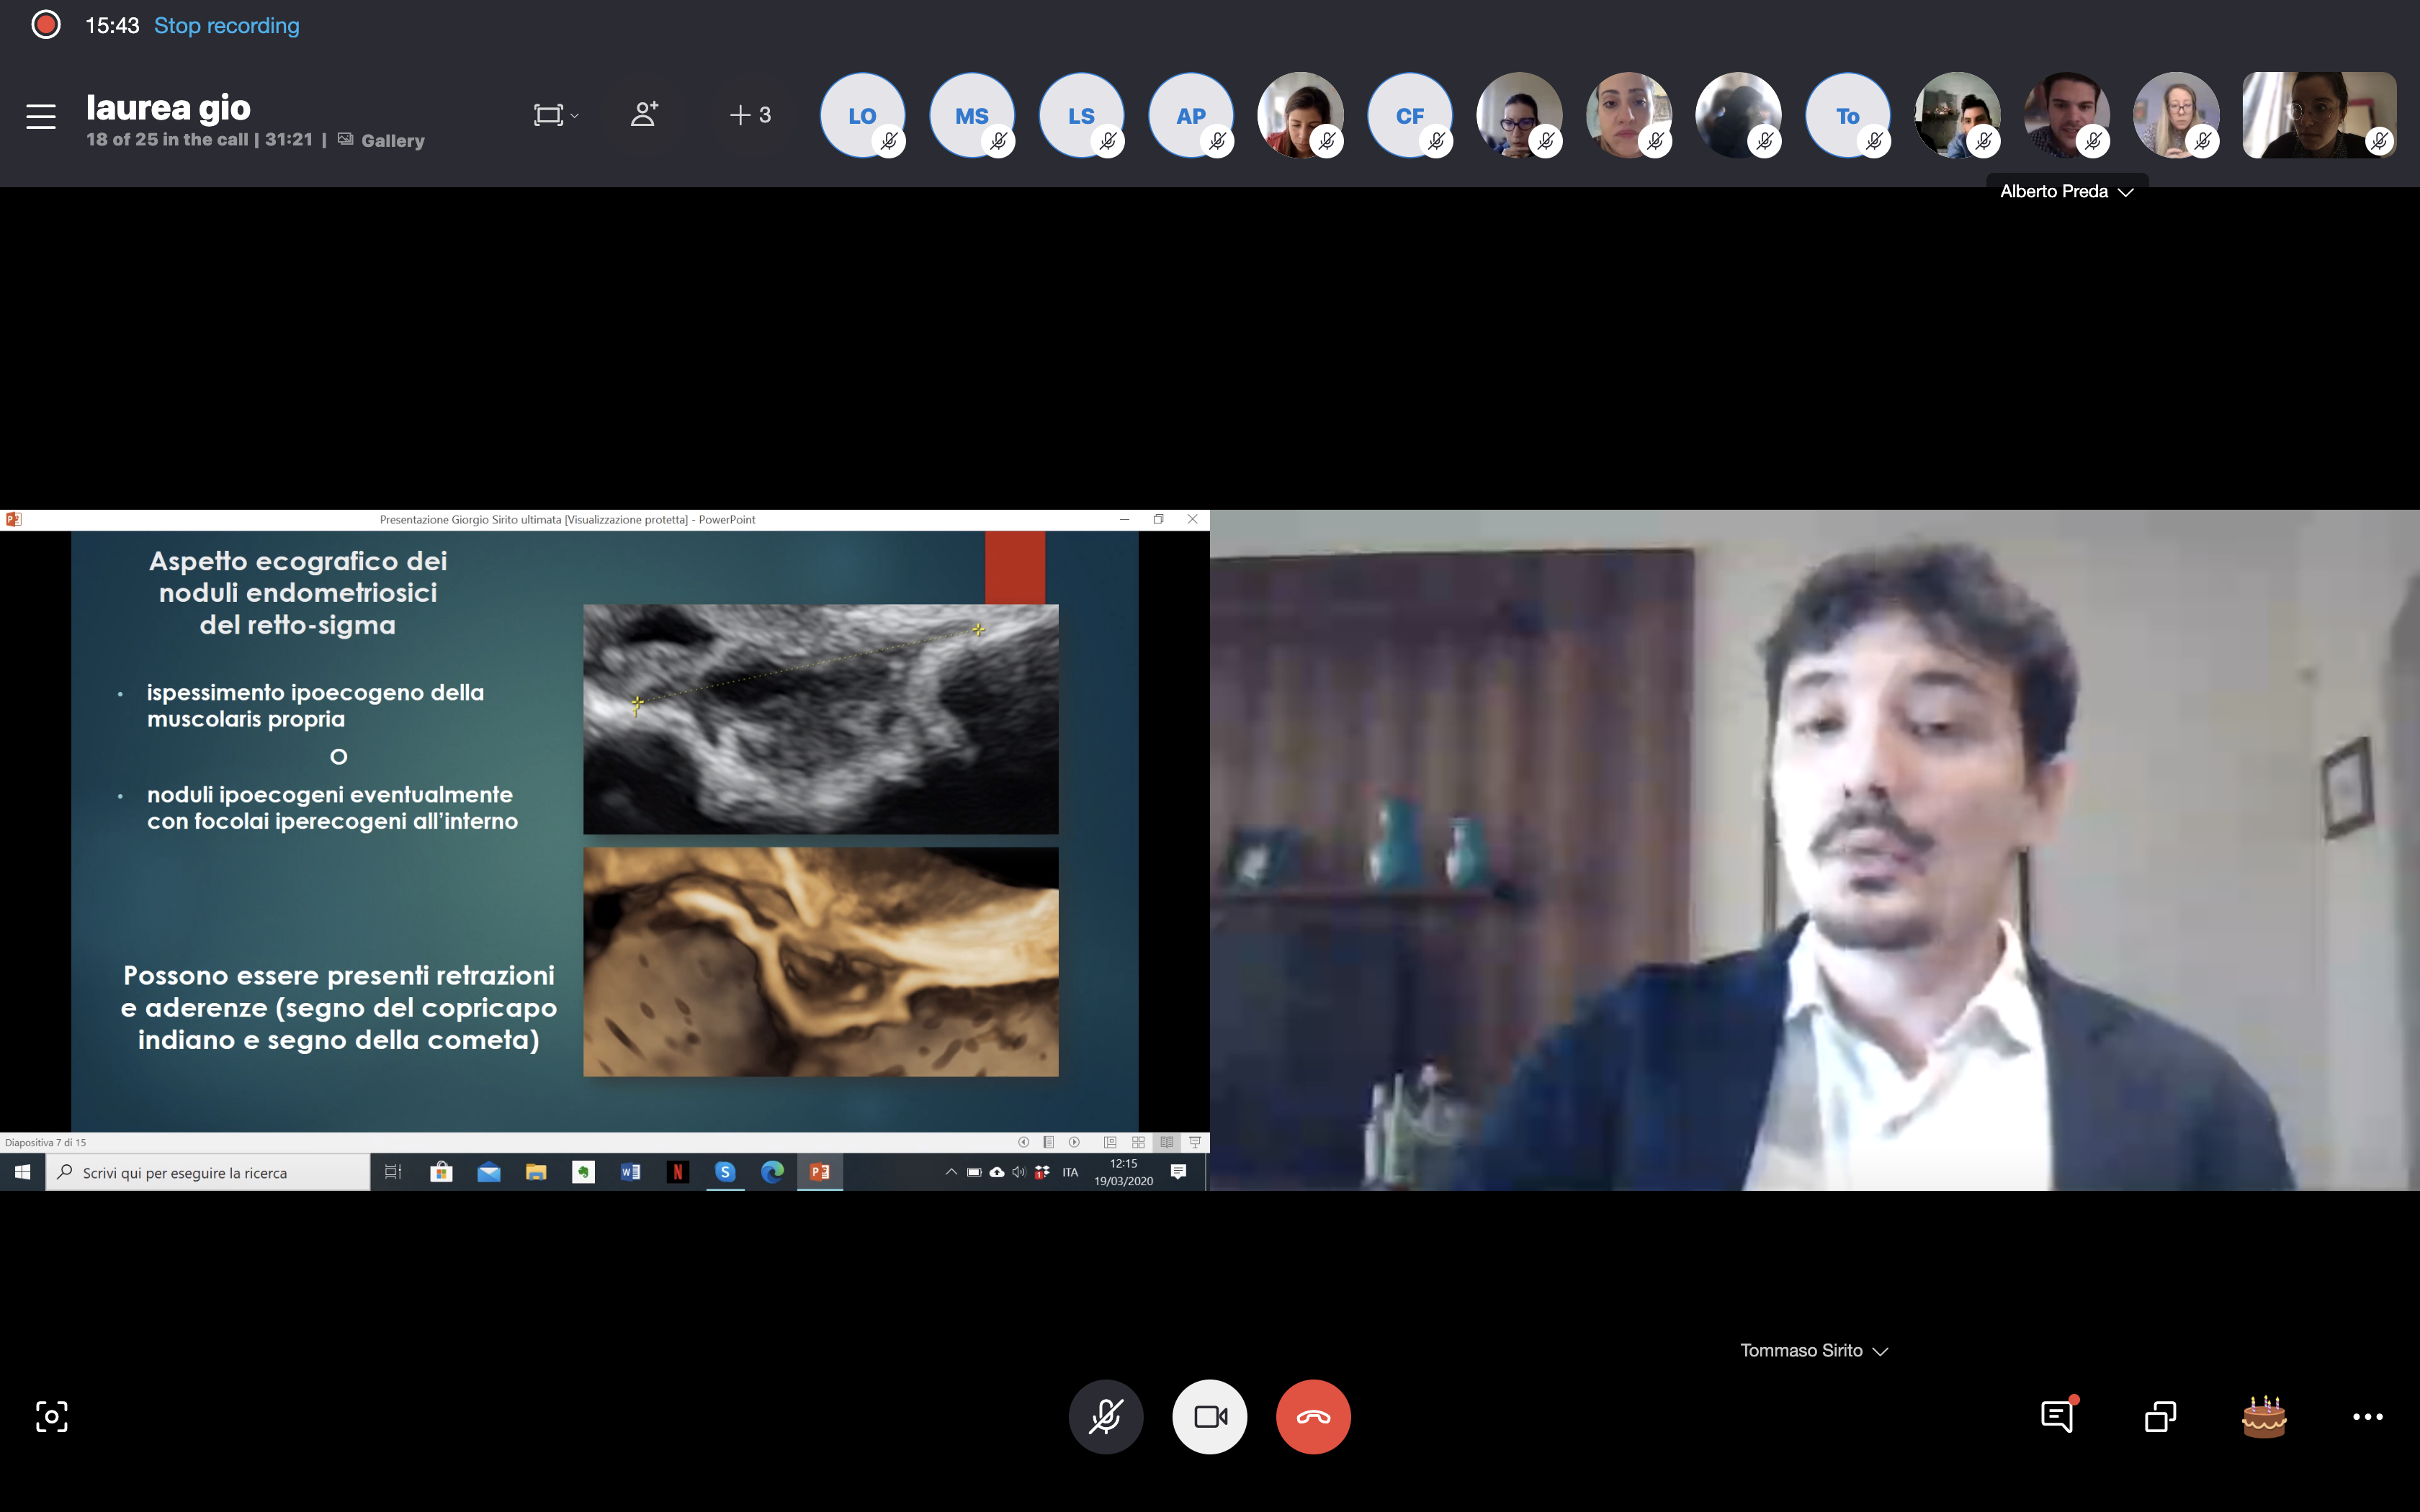 15:43 Stop recording
laurea gio
18 of 25 in the call | 31:21 | Gallery
+ 3
LO
MS
LS
AP
CF
To
Alberto Preda
Presentazione Giorgio Sirito ultimata [Visualizzazione protetta] - PowerPoint
Aspetto ecografico dei
noduli endometriosici
del retto-sigma
• ispessimento ipoecogeno della
muscolaris propria
O
• noduli ipoecogeni eventualmente
con focolai iperecogeni all'interno
Possono essere presenti retrazioni
e aderenze (segno del copricapo
indiano e segno della cometa)
Diapositiva 7 di 15
Scrivi qui per eseguire la ricerca
ITA
12:15
19/03/2020
Tommaso Sirito